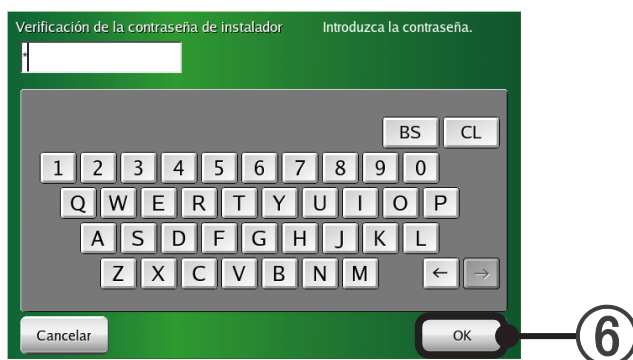 Verificación de la contraseña de instalador Introduzca la contraseña.
*
BS CL
1 2 3 4 5 6 7 8 9 0
Q W E R T Y U I O P
A S D F G H J K L
Z X C V B N M ← →
Cancelar OK
6